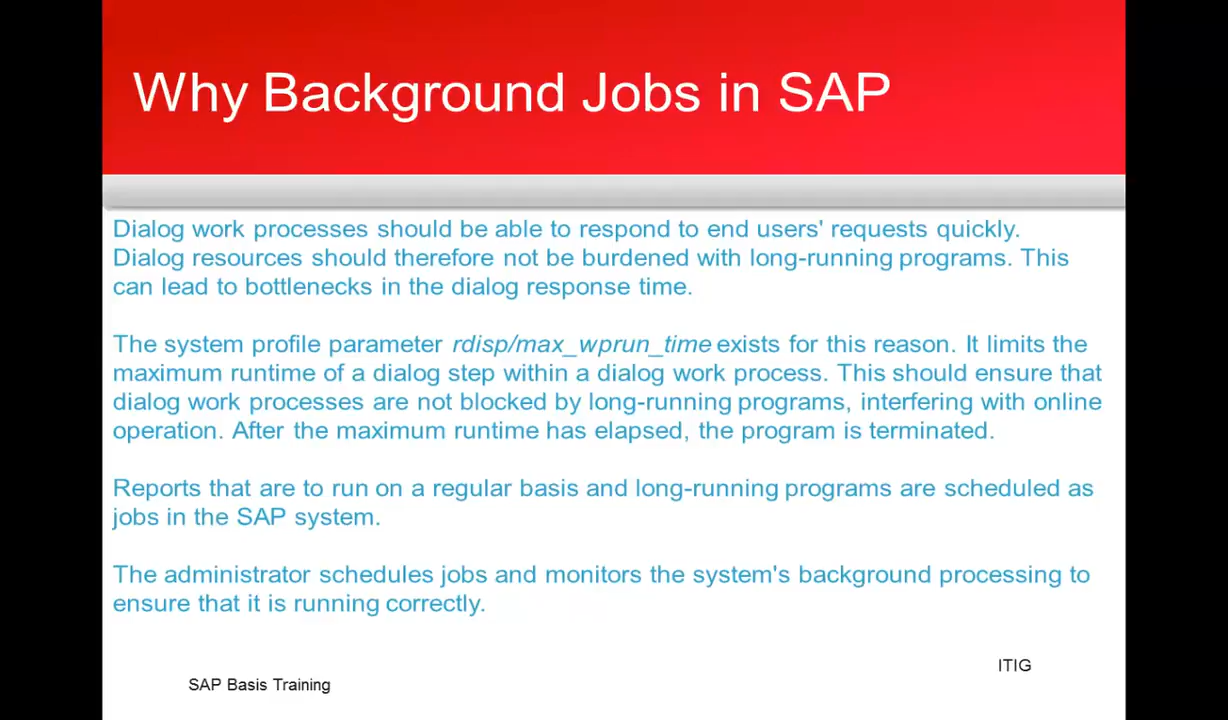 Why Background Jobs in SAP
Dialog work processes should be able to respond to end users' requests quickly.
Dialog resources should therefore not be burdened with long-running programs. This
can lead to bottlenecks in the dialog response time.
The system profile parameter rdisp/max_wprun_time exists for this reason. It limits the
maximum runtime of a dialog step within a dialog work process. This should ensure that
dialog work processes are not blocked by long-running programs, interfering with online
operation. After the maximum runtime has elapsed, the program is terminated.
Reports that are to run on a regular basis and long-running programs are scheduled as
jobs in the SAP system.
The administrator schedules jobs and monitors the system's background processing to
ensure that it is running correctly.
ITIG
SAP Basis Training